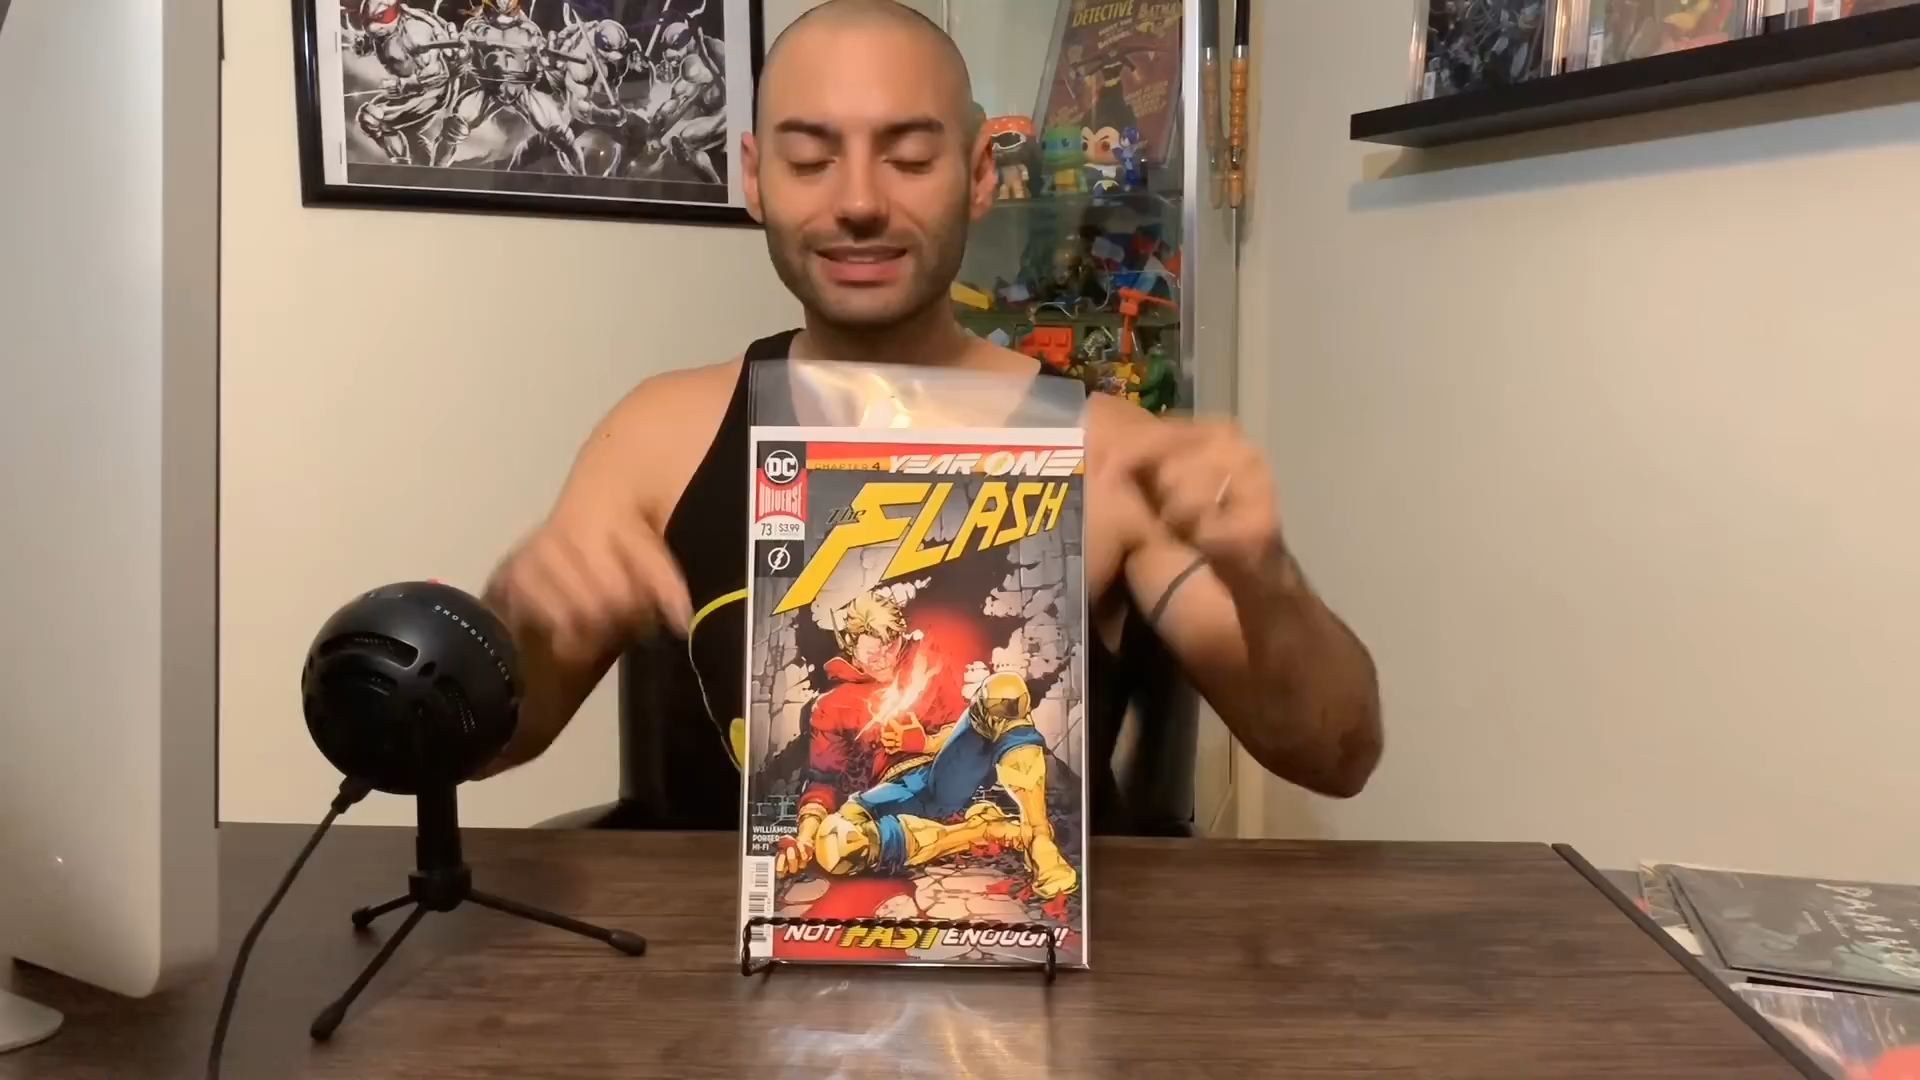 DETECTIVE
BATMAN
DC
UNIVERSE
73 $3.99
CHAPTER 4 YEAR ONE
The FLASH
SNOWBALL
WILLIAMSON
PORTER
HI-FI
NOT FAST ENOUGH!